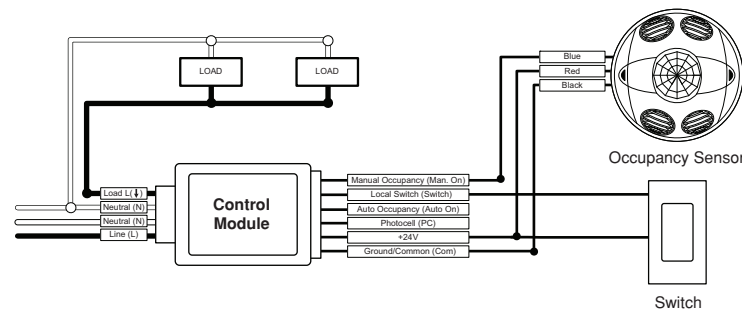 LOAD
LOAD
Blue
Red
Black
Occupancy Sensor
Load L(↓)
Neutral (N)
Neutral (N)
Line (L)
Control
Module
Manual Occupancy (Man. On)
Local Switch (Switch)
Auto Occupancy (Auto On)
Photocell (PC)
+24V
Ground/Common (Com)
Switch